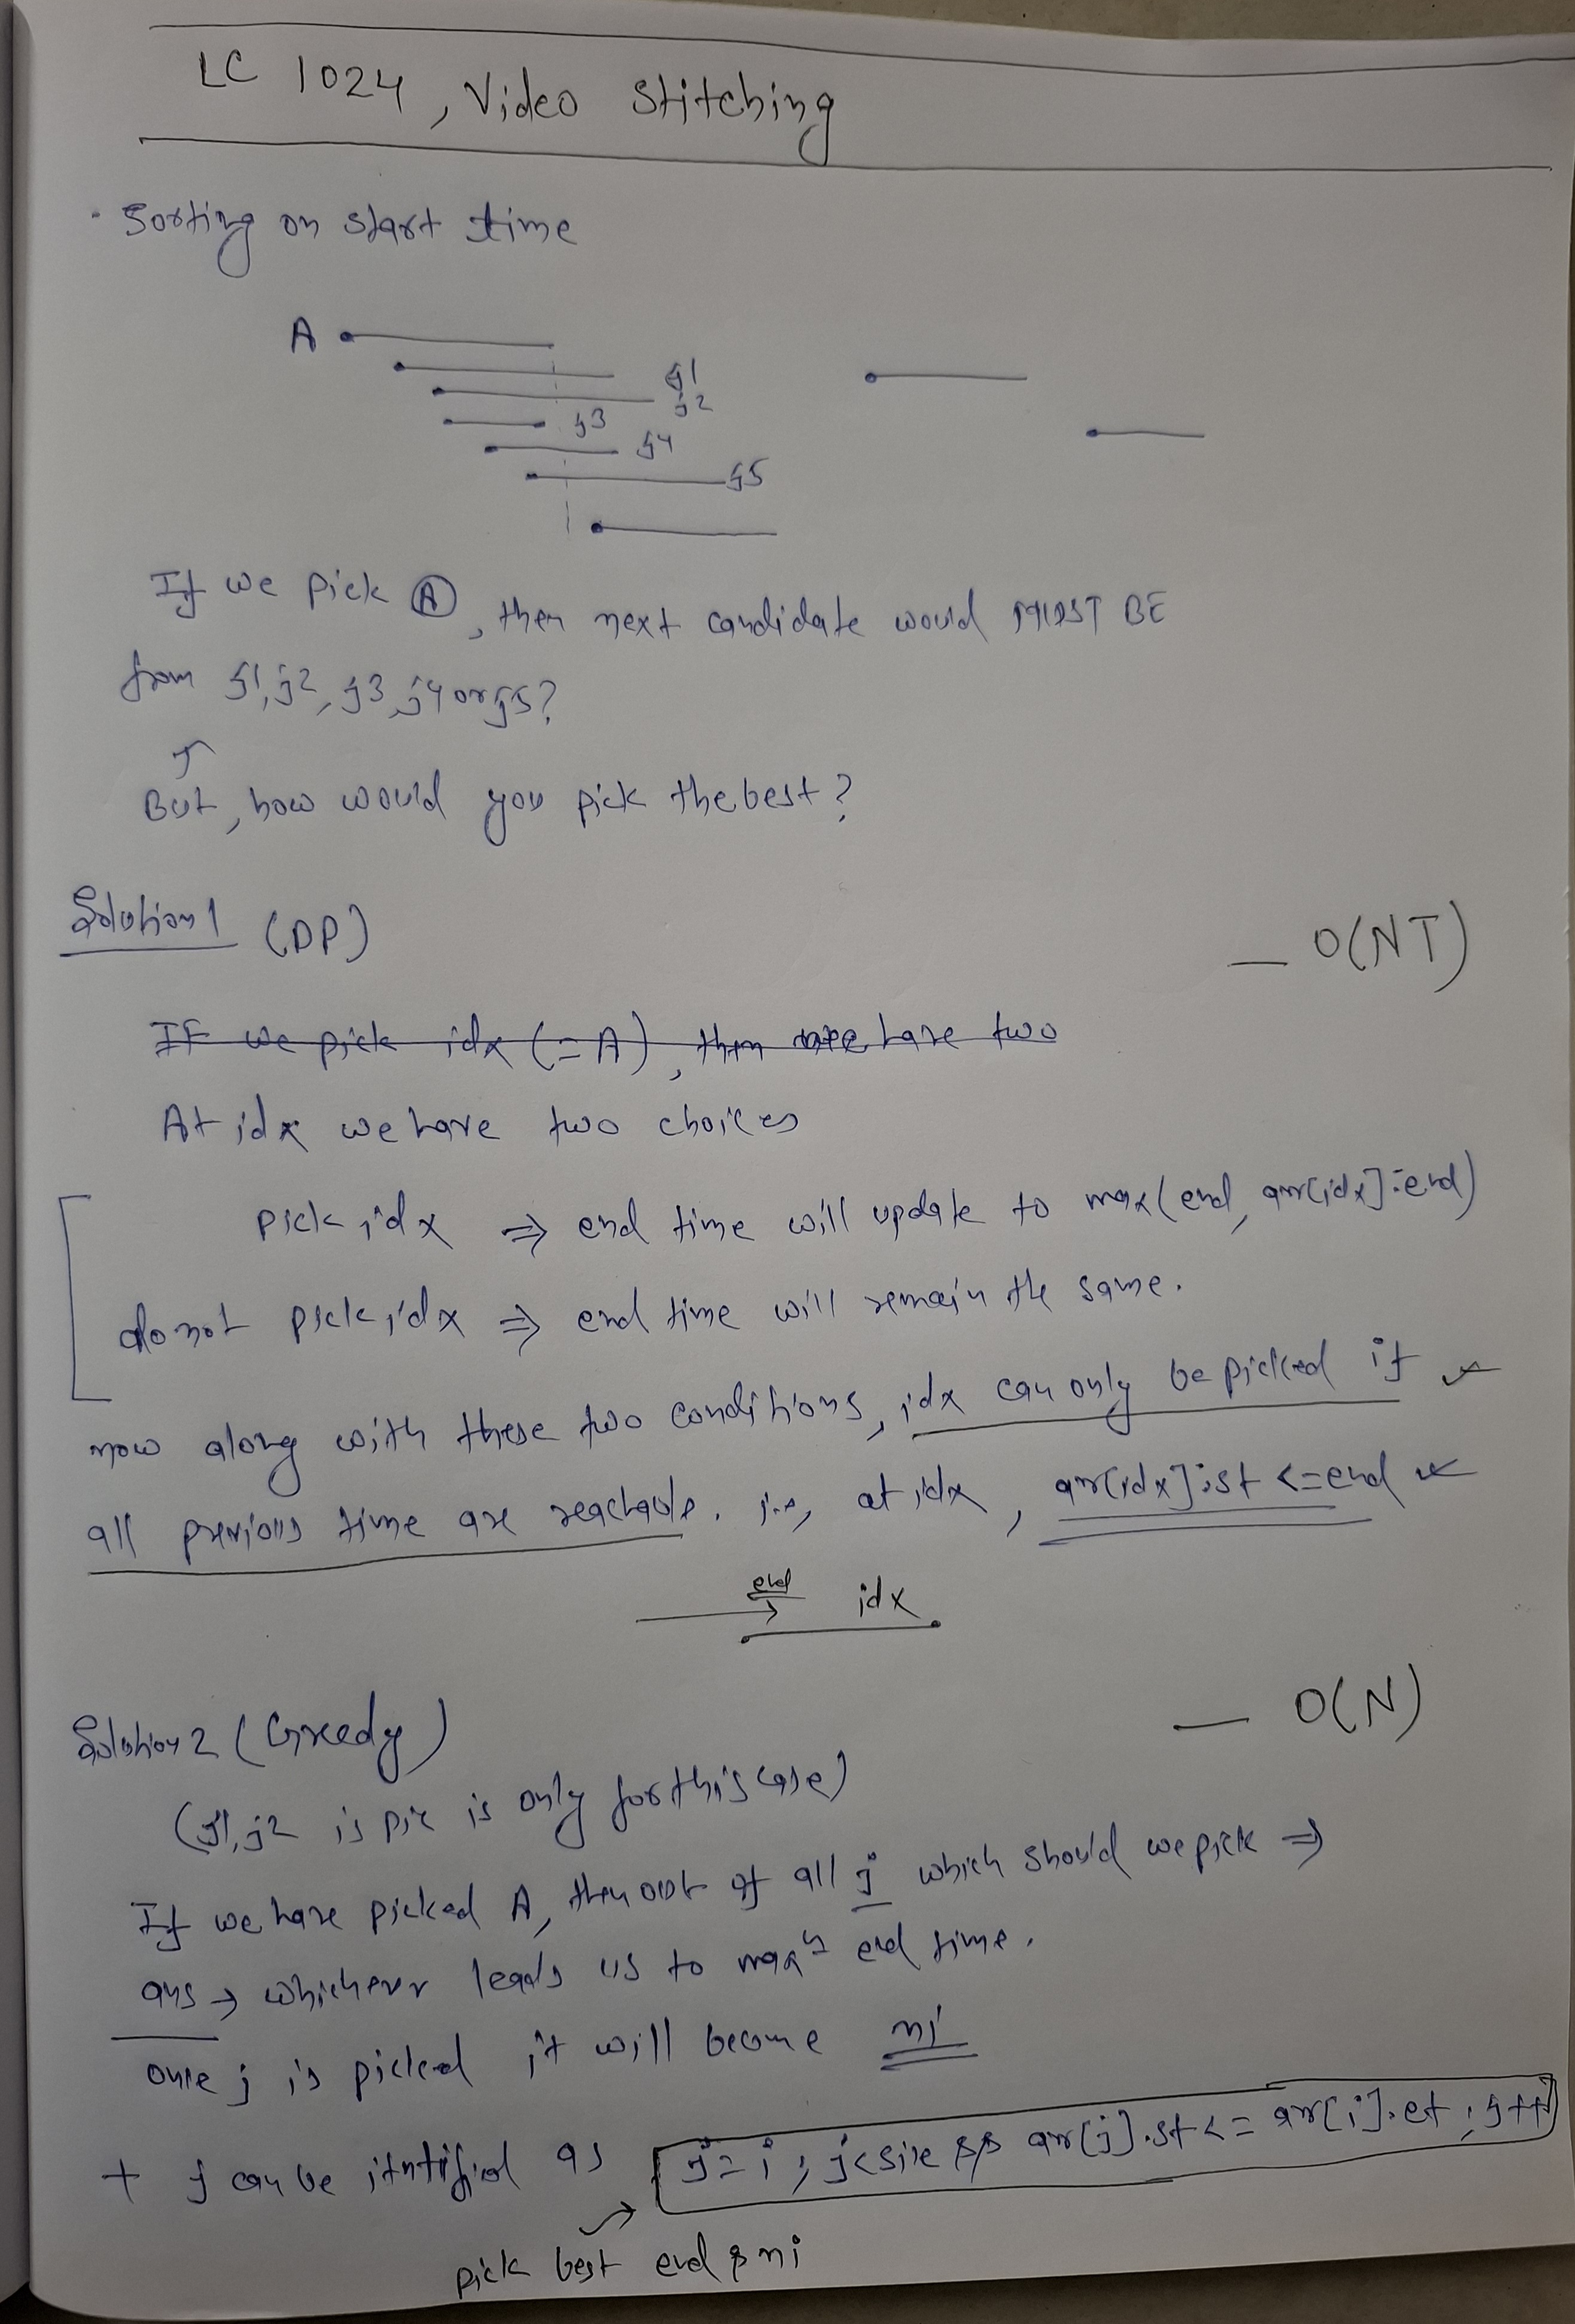 LC 1024, Video Stitching
· Sorting on start time
A
j1
j2
j3
j4
j5
If we pick (A), then next candidate would MUST BE
from j1, j2, j3, j4 or j5?
But, how would you pick the best?
Solution 1 (DP) — O(NT)
IF we pick idx (=A), then we have two
At idx we have two choices
pick idx ⇒ end time will update to max(end, arr[idx].end)
do not pick idx ⇒ end time will remain the same.
now along with these two conditions, idx can only be picked if
all previous time are reachable. i.e, at idx, arr[idx].st <= end
end idx
Solution 2 (Greedy) — O(N)
(j1, j2 is pic is only for this case)
If we have picked A, then out of all j which should we pick ⇒
ans → whichever leads us to maxm end time.
once j is picked it will become ni
+ j can be itntified as j=i; j<size && arr[j].st <= arr[i].et; j++
pick best end & ni